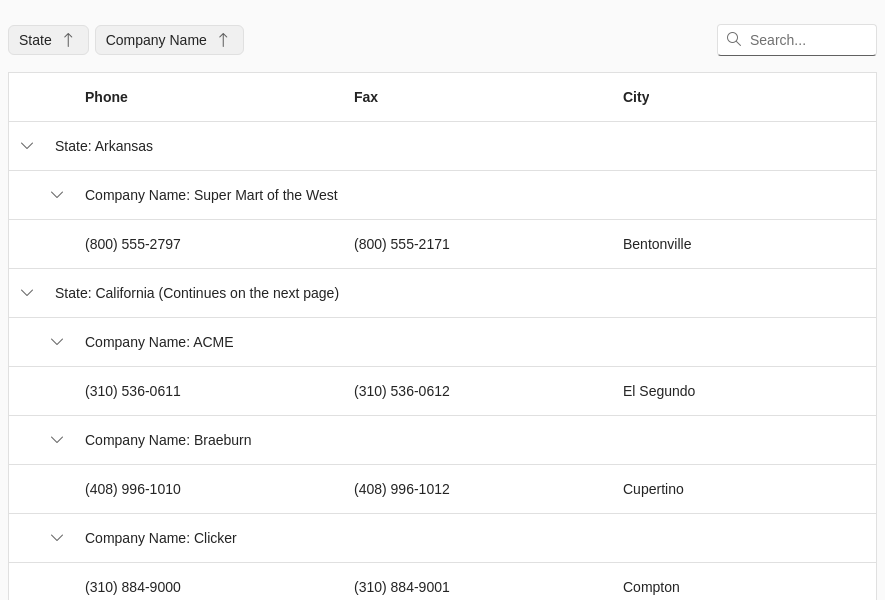 State Company Name Search...
Phone Fax City
State: Arkansas
Company Name: Super Mart of the West
(800) 555-2797 (800) 555-2171 Bentonville
State: California (Continues on the next page)
Company Name: ACME
(310) 536-0611 (310) 536-0612 El Segundo
Company Name: Braeburn
(408) 996-1010 (408) 996-1012 Cupertino
Company Name: Clicker
(310) 884-9000 (310) 884-9001 Compton